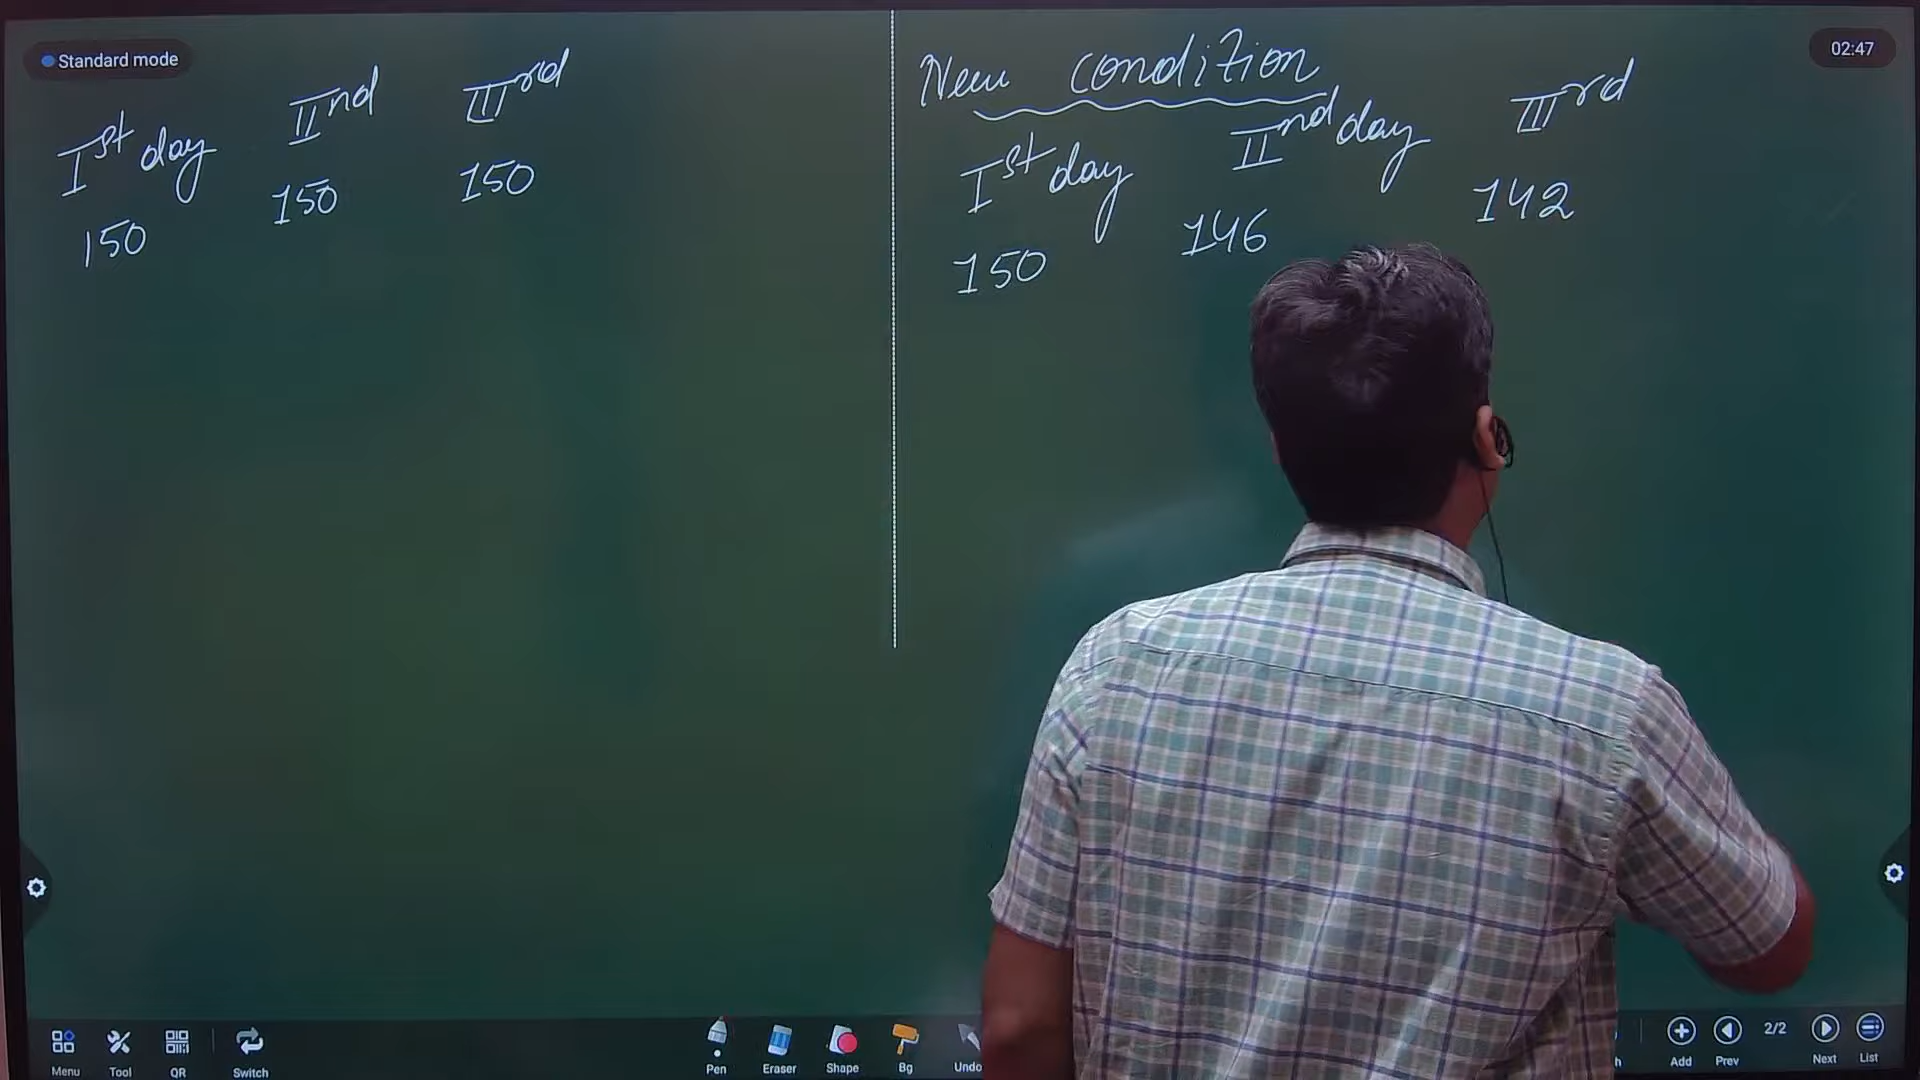 Standard mode
02:47
Ist day IInd IIIrd
150 150 150
New condition
Ist day IInd day IIIrd
150 146 142
Menu Tool QR Switch Pen Eraser Shape Bg Undo Add Prev 2/2 Next List